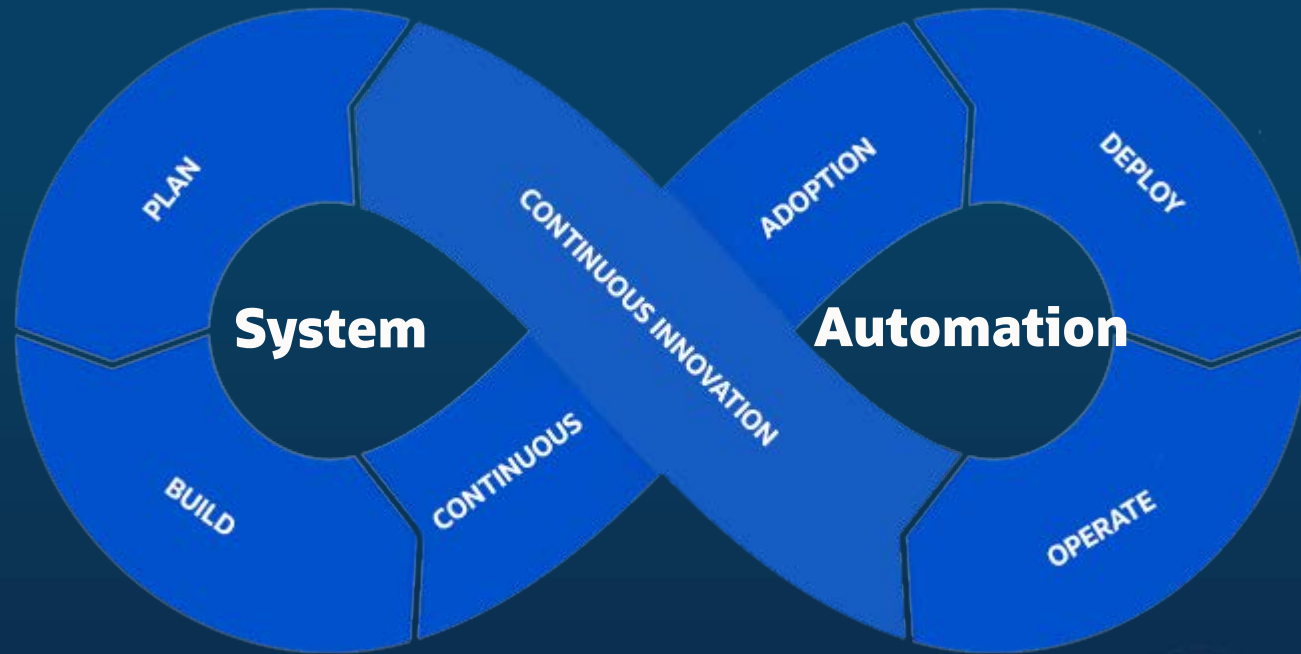 PLAN
CONTINUOUS INNOVATION
ADOPTION
DEPLOY
System
Automation
BUILD
CONTINUOUS
OPERATE